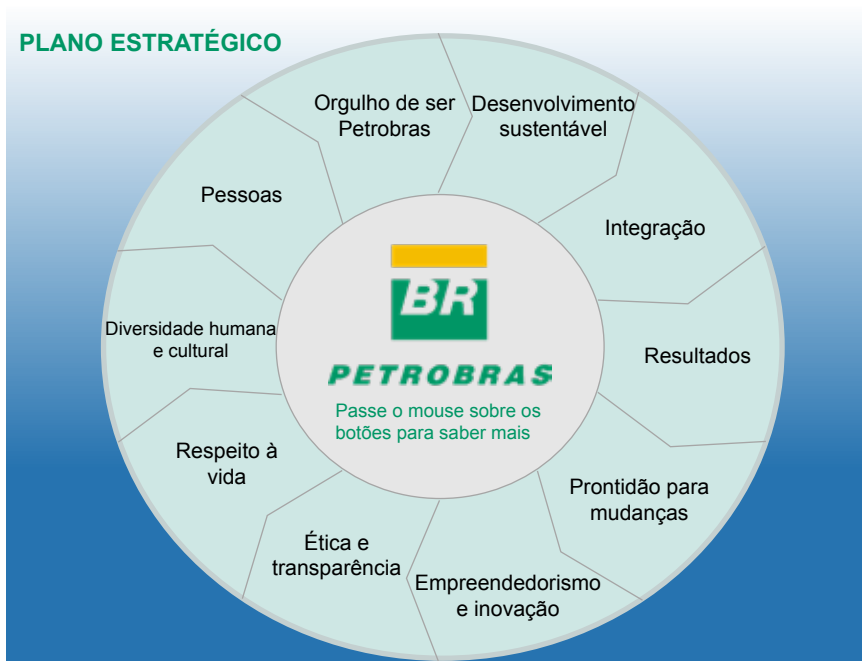 PLANO ESTRATÉGICO
Orgulho de ser
Petrobras
Desenvolvimento
sustentável
Integração
Resultados
Prontidão para
mudanças
Empreendedorismo
e inovação
Ética e
transparência
Respeito à
vida
Diversidade humana
e cultural
Pessoas
BR
PETROBRAS
Passe o mouse sobre os
botões para saber mais